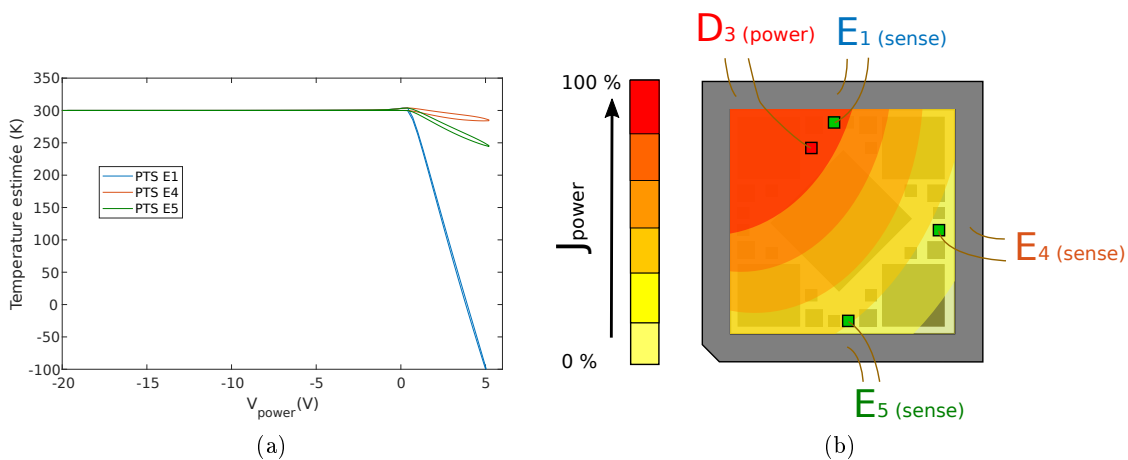 350
300
250
200
150
100
50
0
-50
-100
Temperature estimée (K)
PTS E1
PTS E4
PTS E5
-20 -15 -10 -5 0 5
Vpower(V)
(a)
D3 (power)
E1 (sense)
100 %
Jpower
0 %
E4 (sense)
E5 (sense)
(b)